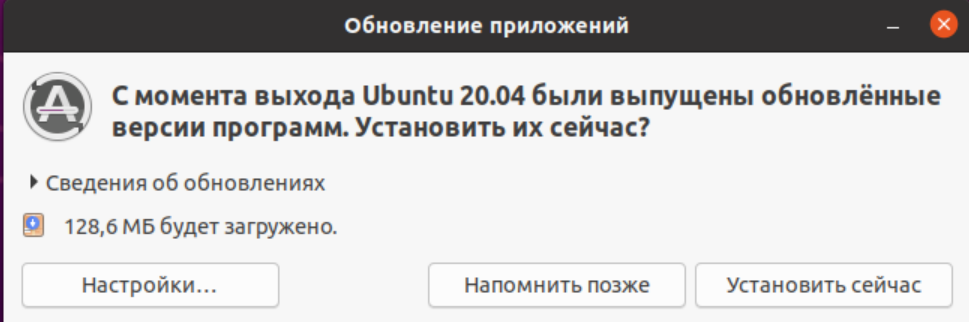 Обновление приложений
С момента выхода Ubuntu 20.04 были выпущены обновлённые
версии программ. Установить их сейчас?
Сведения об обновлениях
128,6 МБ будет загружено.
Настройки... Напомнить позже Установить сейчас